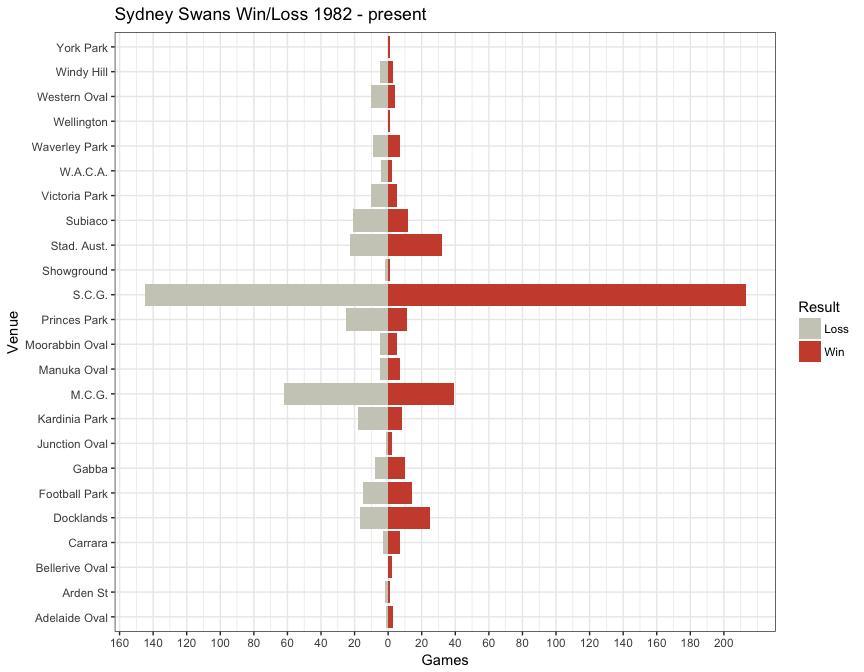 Sydney Swans Win/Loss 1982 - present
Venue
York Park
Windy Hill
Western Oval
Wellington
Waverley Park
W.A.C.A.
Victoria Park
Subiaco
Stad. Aust.
Showground
S.C.G.
Princes Park
Moorabbin Oval
Manuka Oval
M.C.G.
Kardinia Park
Junction Oval
Gabba
Football Park
Docklands
Carrara
Bellerive Oval
Arden St
Adelaide Oval
160 140 120 100 80 60 40 20 0 20 40 60 80 100 120 140 160 180 200
Games
Result
Loss
Win